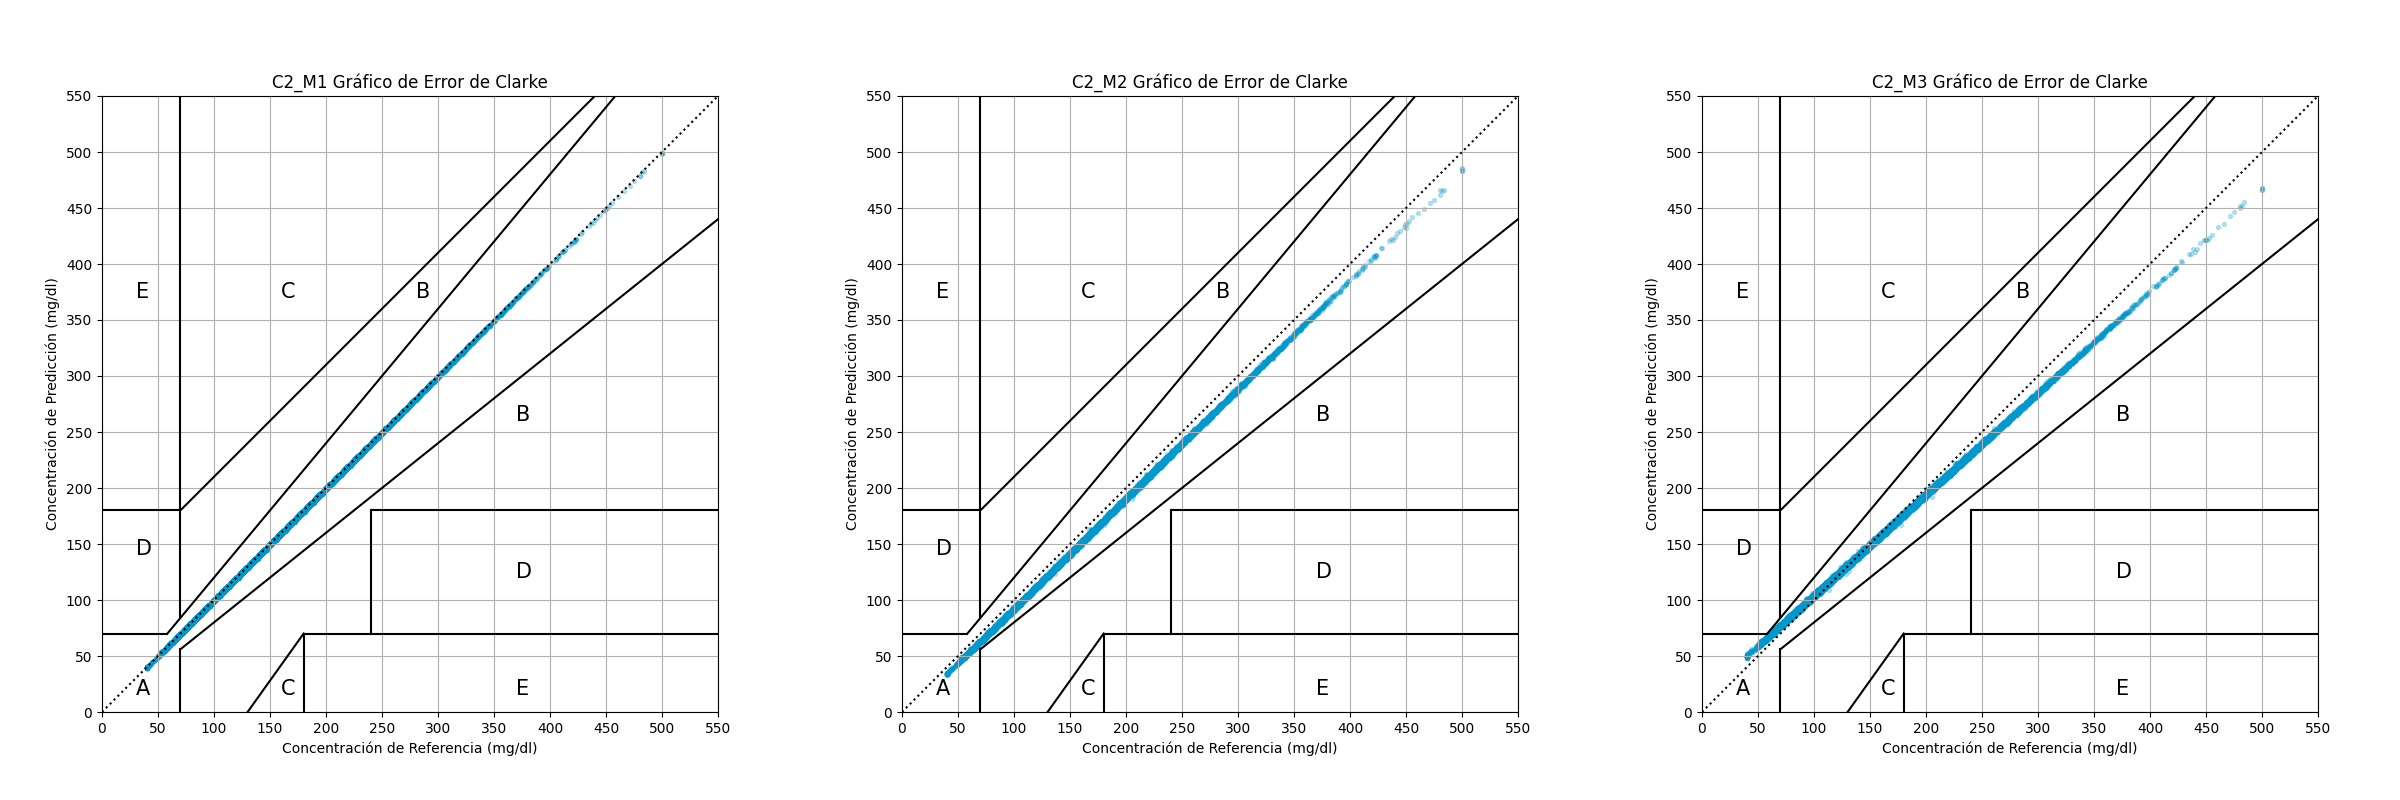 C2_M1 Gráfico de Error de Clarke
550
500
450
400
350
300
250
200
150
100
50
0
Concentración de Predicción (mg/dl)
E
C
B
B
D
D
A
C
E
0 50 100 150 200 250 300 350 400 450 500 550
Concentración de Referencia (mg/dl)
C2_M2 Gráfico de Error de Clarke
550
500
450
400
350
300
250
200
150
100
50
0
Concentración de Predicción (mg/dl)
E
C
B
B
D
D
A
C
E
0 50 100 150 200 250 300 350 400 450 500 550
Concentración de Referencia (mg/dl)
C2_M3 Gráfico de Error de Clarke
550
500
450
400
350
300
250
200
150
100
50
0
Concentración de Predicción (mg/dl)
E
C
B
B
D
D
A
C
E
0 50 100 150 200 250 300 350 400 450 500 550
Concentración de Referencia (mg/dl)